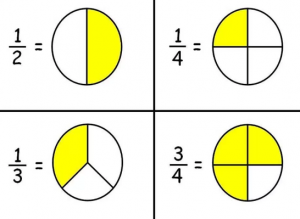 1/2 =
1/4 =
1/3 =
3/4 =